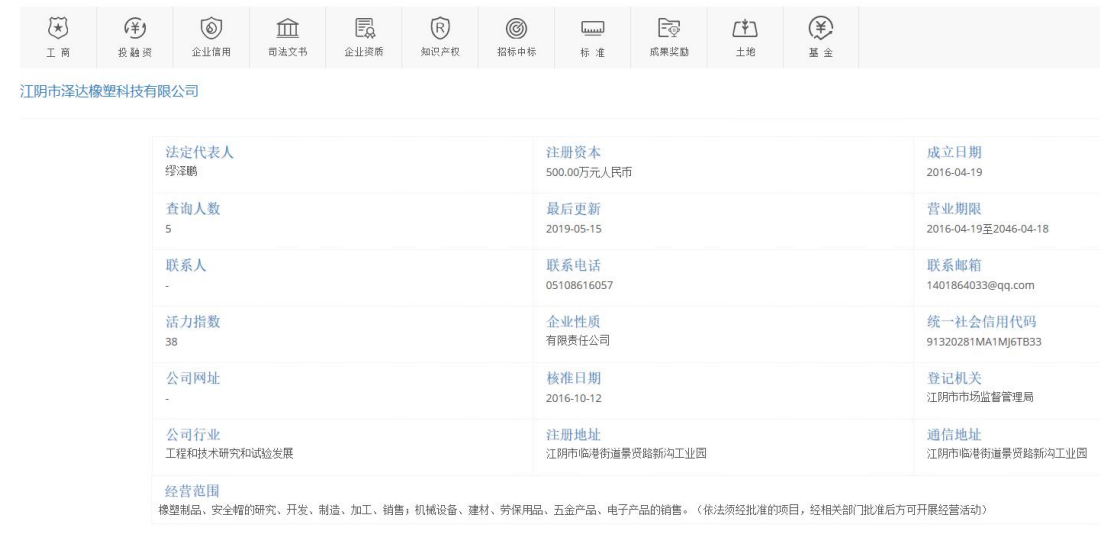 工商 投融资 企业信用 司法文书 企业资质 知识产权 招标中标 标准 成果奖励 土地 基金
江阴市泽达橡塑科技有限公司
法定代表人 注册资本 成立日期
缪泽鹏 500.00万元人民币 2016-04-19
查询人数 最后更新 营业期限
5 2019-05-15 2016-04-19至2046-04-18
联系人 联系电话 联系邮箱
- 05108616057 1401864033@qq.com
活力指数 企业性质 统一社会信用代码
38 有限责任公司 91320281MA1MJ6TB33
公司网址 核准日期 登记机关
- 2016-10-12 江阴市市场监督管理局
公司行业 注册地址 通信地址
工程和技术研究和试验发展 江阴市临港街道景贤路新沟工业园 江阴市临港街道景贤路新沟工业园
经营范围
橡塑制品、安全帽的研究、开发、制造、加工、销售；机械设备、建材、劳保用品、五金产品、电子产品的销售。（依法须经批准的项目，经相关部门批准后方可开展经营活动）